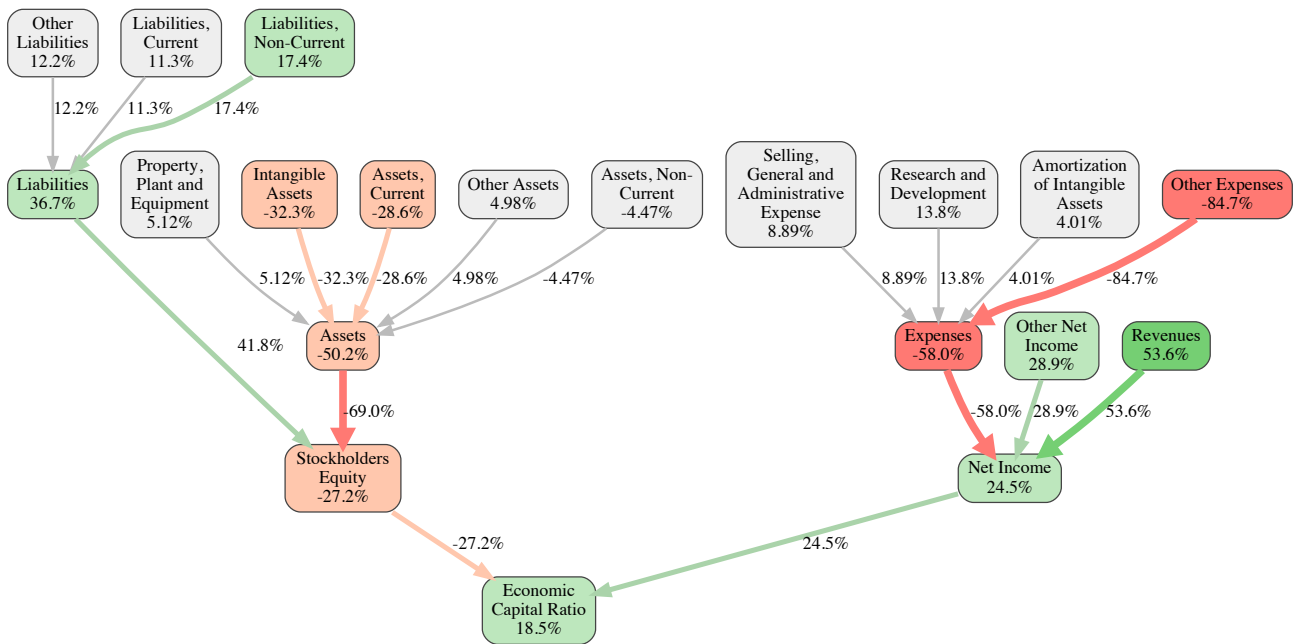 Other
Liabilities
12.2%
Liabilities,
Current
11.3%
Liabilities,
Non-Current
17.4%
12.2%
11.3%
17.4%
Liabilities
36.7%
Property,
Plant and
Equipment
5.12%
Intangible
Assets
-32.3%
Assets,
Current
-28.6%
Other Assets
4.98%
Assets, Non-
Current
-4.47%
Selling,
General and
Administrative
Expense
8.89%
Research and
Development
13.8%
Amortization
of Intangible
Assets
4.01%
Other Expenses
-84.7%
5.12%
-32.3%
-28.6%
4.98%
-4.47%
8.89%
13.8%
4.01%
-84.7%
41.8%
Assets
-50.2%
Expenses
-58.0%
Other Net
Income
28.9%
Revenues
53.6%
-69.0%
-58.0%
28.9%
53.6%
Stockholders
Equity
-27.2%
Net Income
24.5%
-27.2%
24.5%
Economic
Capital Ratio
18.5%